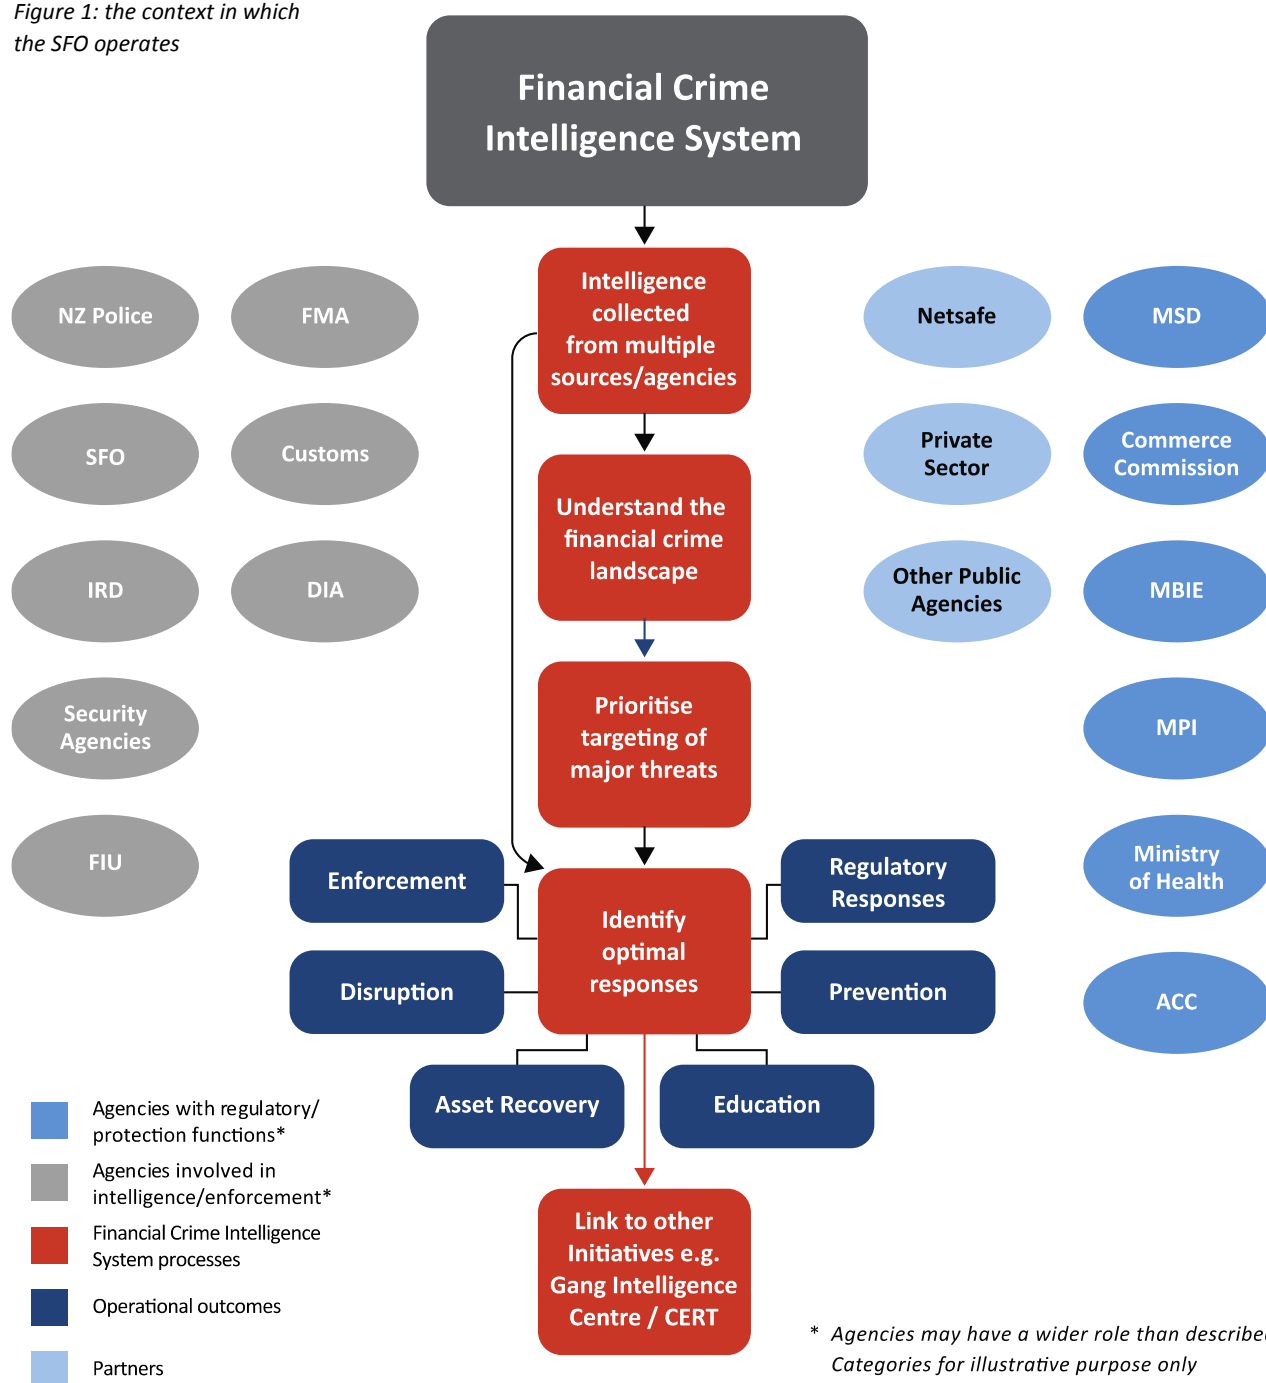 Figure 1: the context in which
the SFO operates
Financial Crime
Intelligence System
Intelligence
collected
from multiple
sources/agencies
NZ Police
FMA
Netsafe
MSD
SFO
Customs
Private
Sector
Commerce
Commission
Understand the
financial crime
landscape
IRD
DIA
Other Public
Agencies
MBIE
Security
Agencies
Prioritise
targeting of
major threats
MPI
FIU
Enforcement
Regulatory
Responses
Ministry
of Health
Identify
optimal
responses
Disruption
Prevention
ACC
Asset Recovery
Education
Link to other
Initiatives e.g.
Gang Intelligence
Centre / CERT
Agencies with regulatory/
protection functions*
Agencies involved in
intelligence/enforcement*
Financial Crime Intelligence
System processes
Operational outcomes
Partners
* Agencies may have a wider role than described
Categories for illustrative purpose only